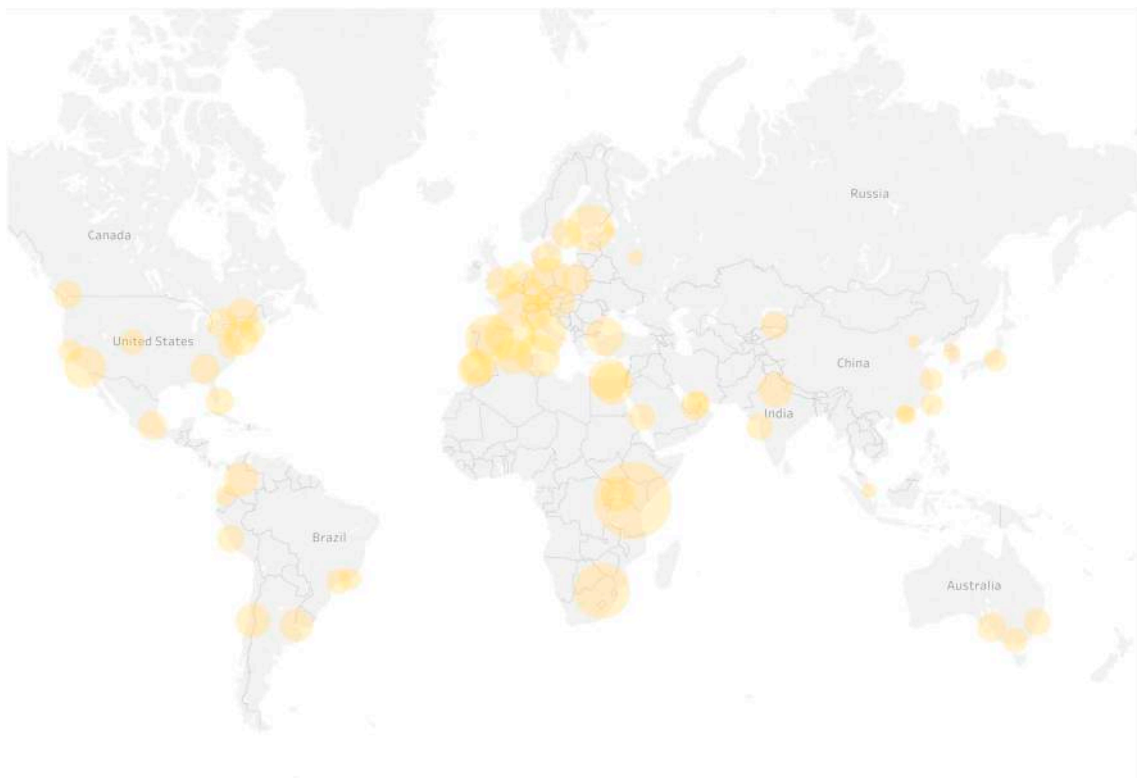 Russia
Canada
United States
China
India
Brazil
Australia